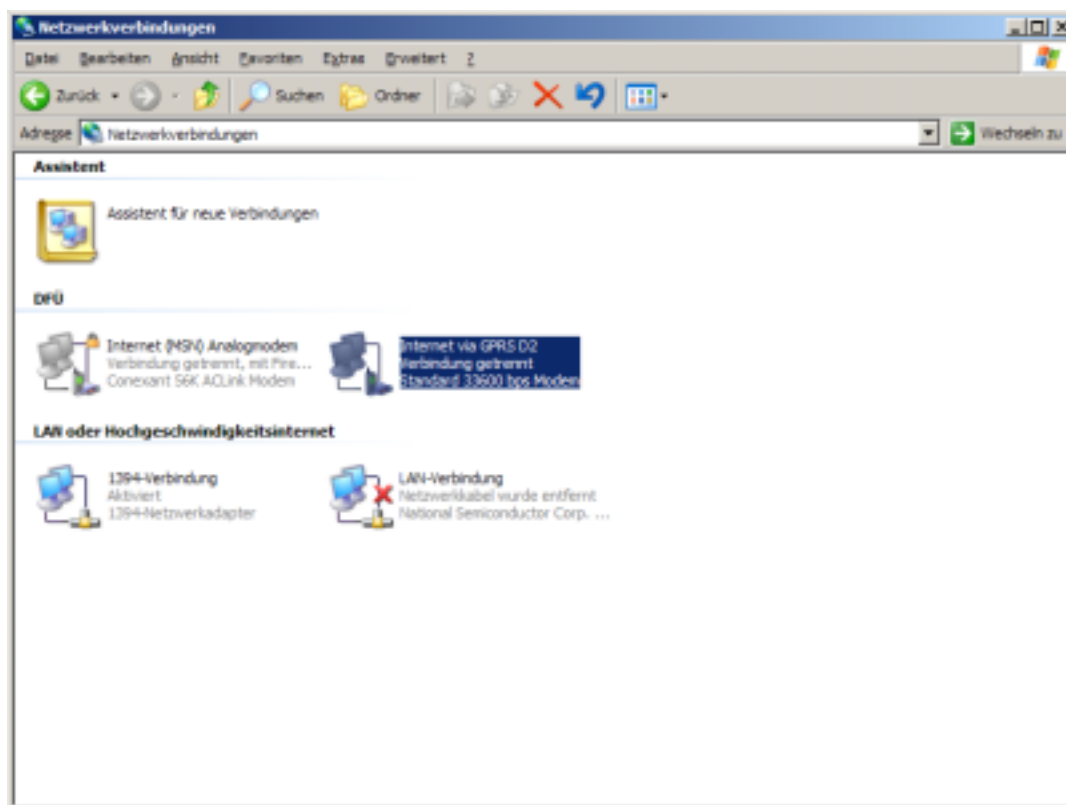 Netzwerkverbindungen
Datei Bearbeiten Ansicht Favoriten Extras Erweitert ?
Zurück Suchen Ordner
Adresse Netzwerkverbindungen Wechseln zu
Assistent
Assistent für neue Verbindungen
DFÜ
Internet (MSN) Analogmodem
Verbindung getrennt, mit Fire...
Conexant 56K ACLink Modem
Internet via GPRS D2
Verbindung getrennt
Standard 33600 bps Modem
LAN oder Hochgeschwindigkeitsinternet
1394-Verbindung
Aktiviert
1394-Netzwerkadapter
LAN-Verbindung
Netzwerkkabel wurde entfernt
National Semiconductor Corp. ...